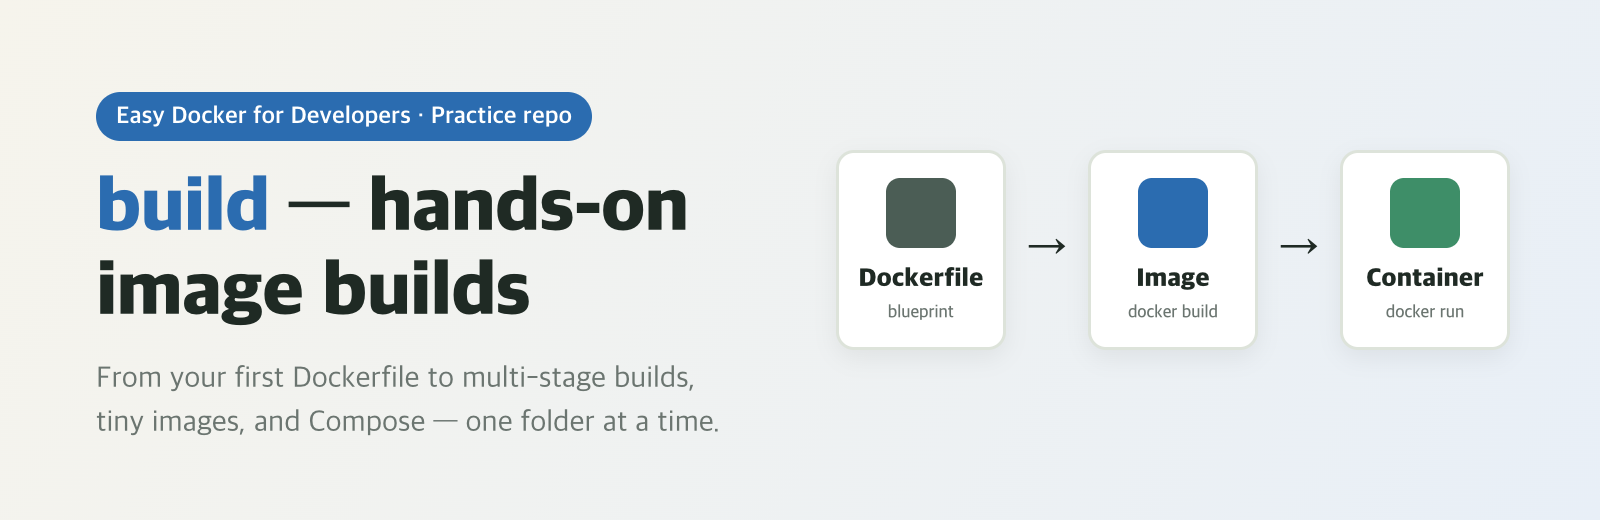 Easy Docker for Developers · Practice repo
build — hands-on
image builds
From your first Dockerfile to multi-stage builds,
tiny images, and Compose — one folder at a time.
Dockerfile
blueprint
→
Image
docker build
→
Container
docker run